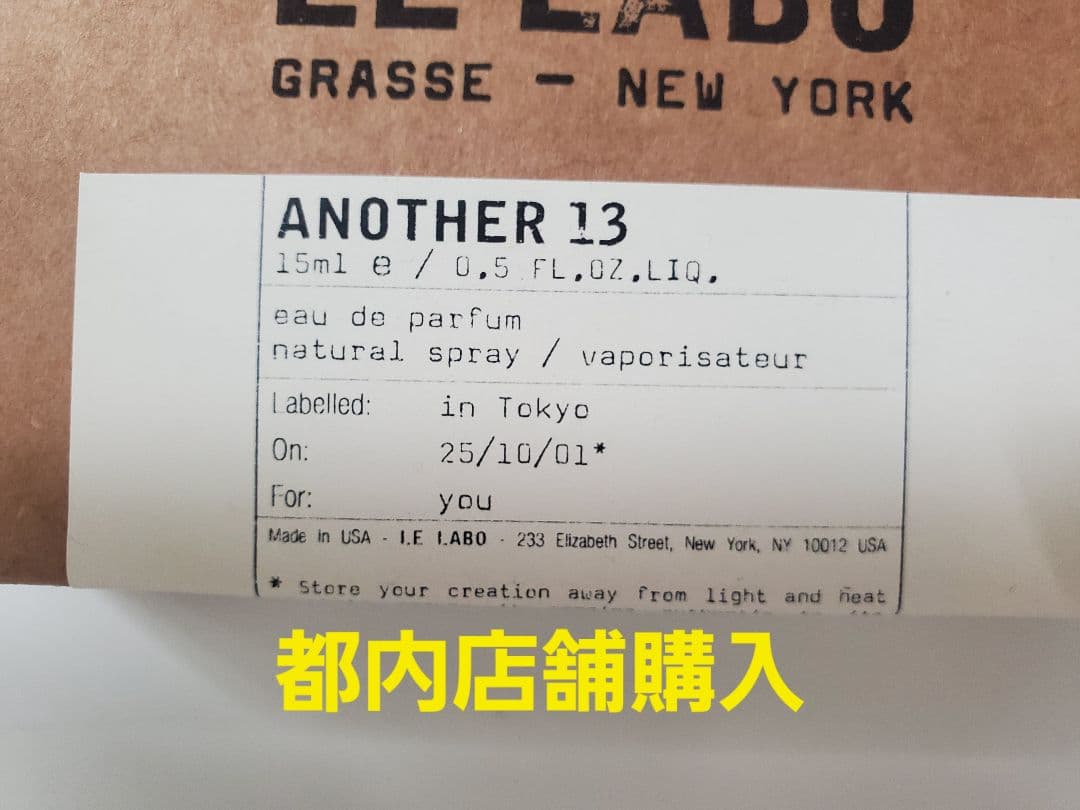 LE LABO
GRASSE - NEW YORK
ANOTHER 13
15ml e / 0.5 FL.OZ.LIQ.
eau de parfum
natural spray / vaporisateur
Labelled: in Tokyo
On: 25/10/01*
For: you
Made in USA - LE LABO - 233 Elizabeth Street, New York, NY 10012 USA
* Store your creation away from light and heat
都内店舗購入